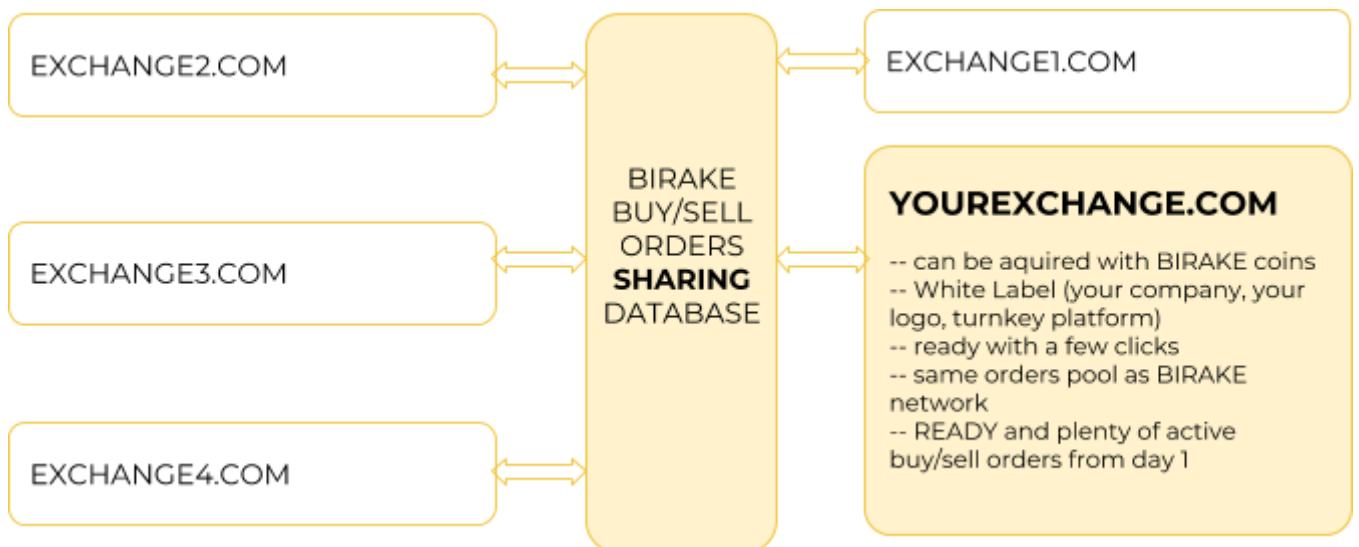 EXCHANGE2.COM
EXCHANGE3.COM
EXCHANGE4.COM
BIRAKE
BUY/SELL
ORDERS
SHARING
DATABASE
EXCHANGE1.COM
YOUREXCHANGE.COM
-- can be aquired with BIRAKE coins
-- White Label (your company, your
logo, turnkey platform)
-- ready with a few clicks
-- same orders pool as BIRAKE
network
-- READY and plenty of active
buy/sell orders from day 1